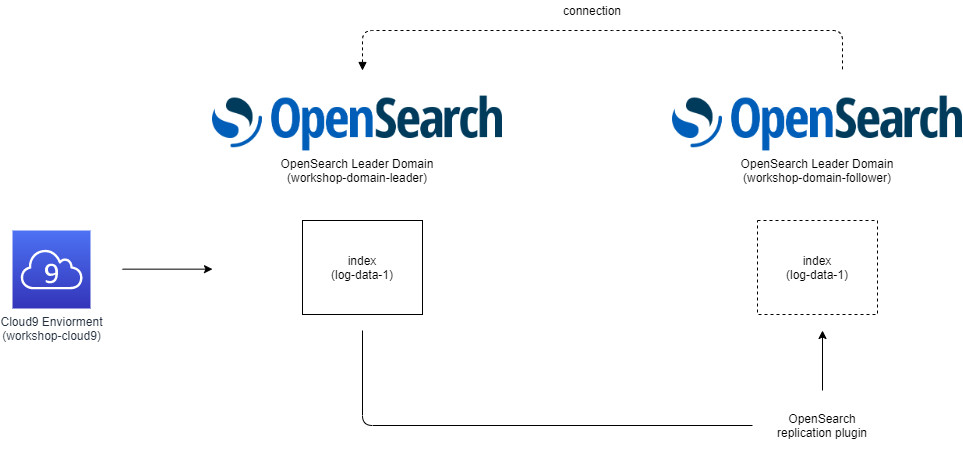 connection
OpenSearch
OpenSearch Leader Domain
(workshop-domain-leader)
OpenSearch
OpenSearch Leader Domain
(workshop-domain-follower)
9
Cloud9 Enviorment
(workshop-cloud9)
index
(log-data-1)
index
(log-data-1)
OpenSearch
replication plugin